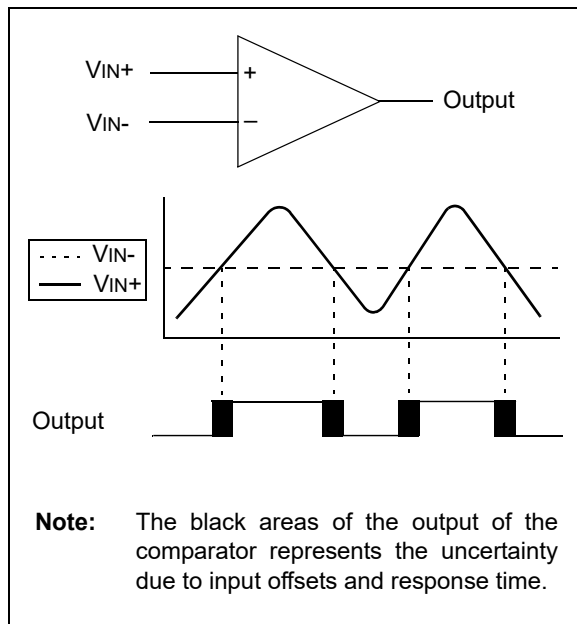 VIN+
+
Output
VIN-
–
VIN-
VIN+
Output
Note: The black areas of the output of the
comparator represents the uncertainty
due to input offsets and response time.